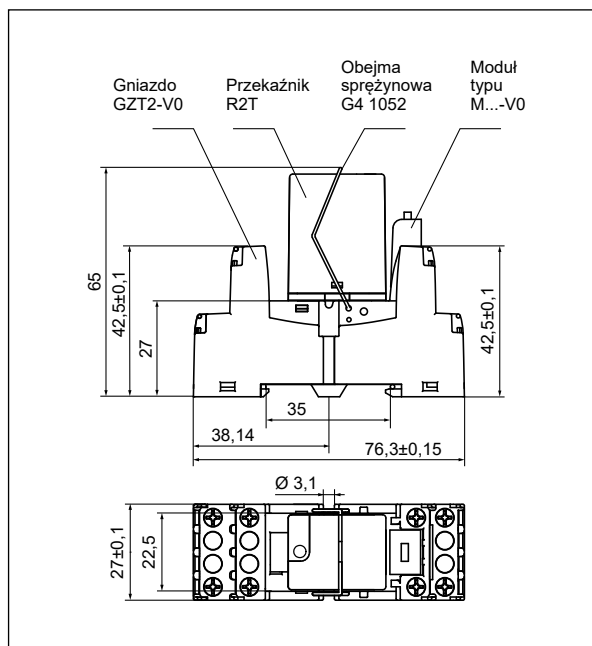 Gniazdo
GZT2-V0
Przekaźnik
R2T
Obejma
sprężynowa
G4 1052
Moduł
typu
M...-V0
65
42,5±0,1
27
42,5±0,1
35
38,14
76,3±0,15
Ø 3,1
27±0,1
22,5